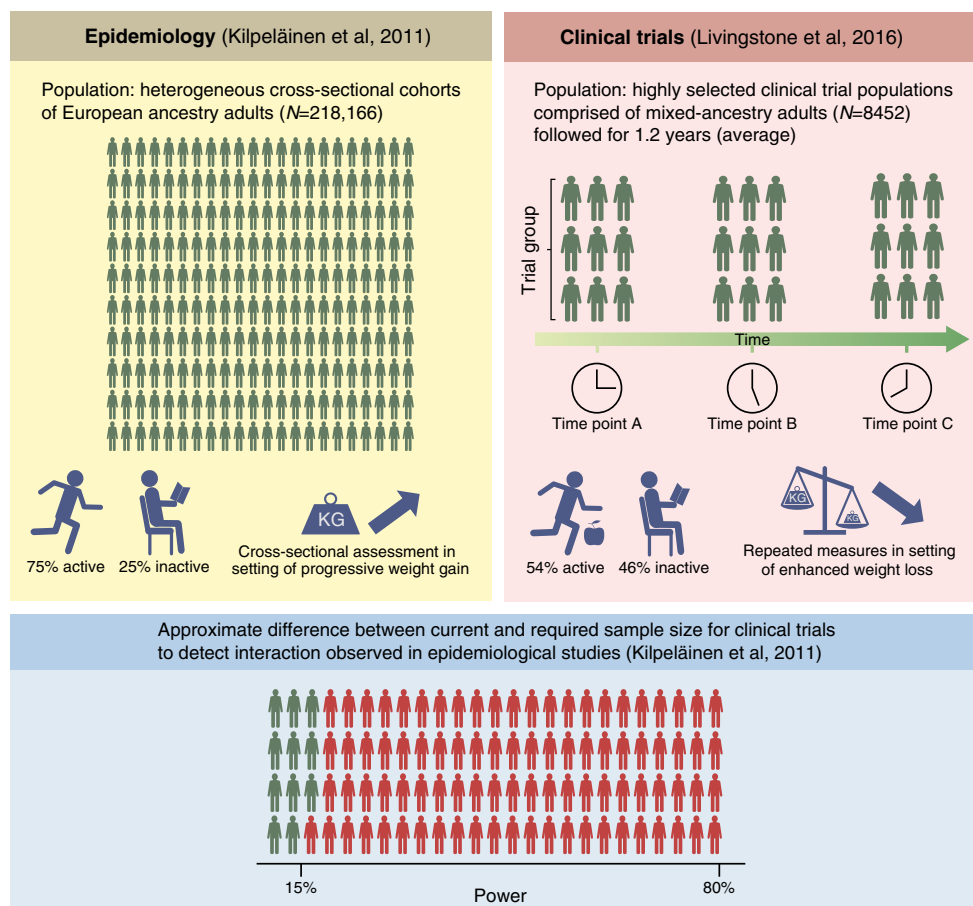 Epidemiology (Kilpeläinen et al, 2011)
Population: heterogeneous cross-sectional cohorts
of European ancestry adults (N=218,166)
KG
75% active
25% inactive
Cross-sectional assessment in
setting of progressive weight gain
Clinical trials (Livingstone et al, 2016)
Population: highly selected clinical trial populations
comprised of mixed-ancestry adults (N=8452)
followed for 1.2 years (average)
Trial group
Time
Time point A
Time point B
Time point C
KG
KG
54% active
46% inactive
Repeated measures in setting
of enhanced weight loss
Approximate difference between current and required sample size for clinical trials
to detect interaction observed in epidemiological studies (Kilpeläinen et al, 2011)
15%
80%
Power